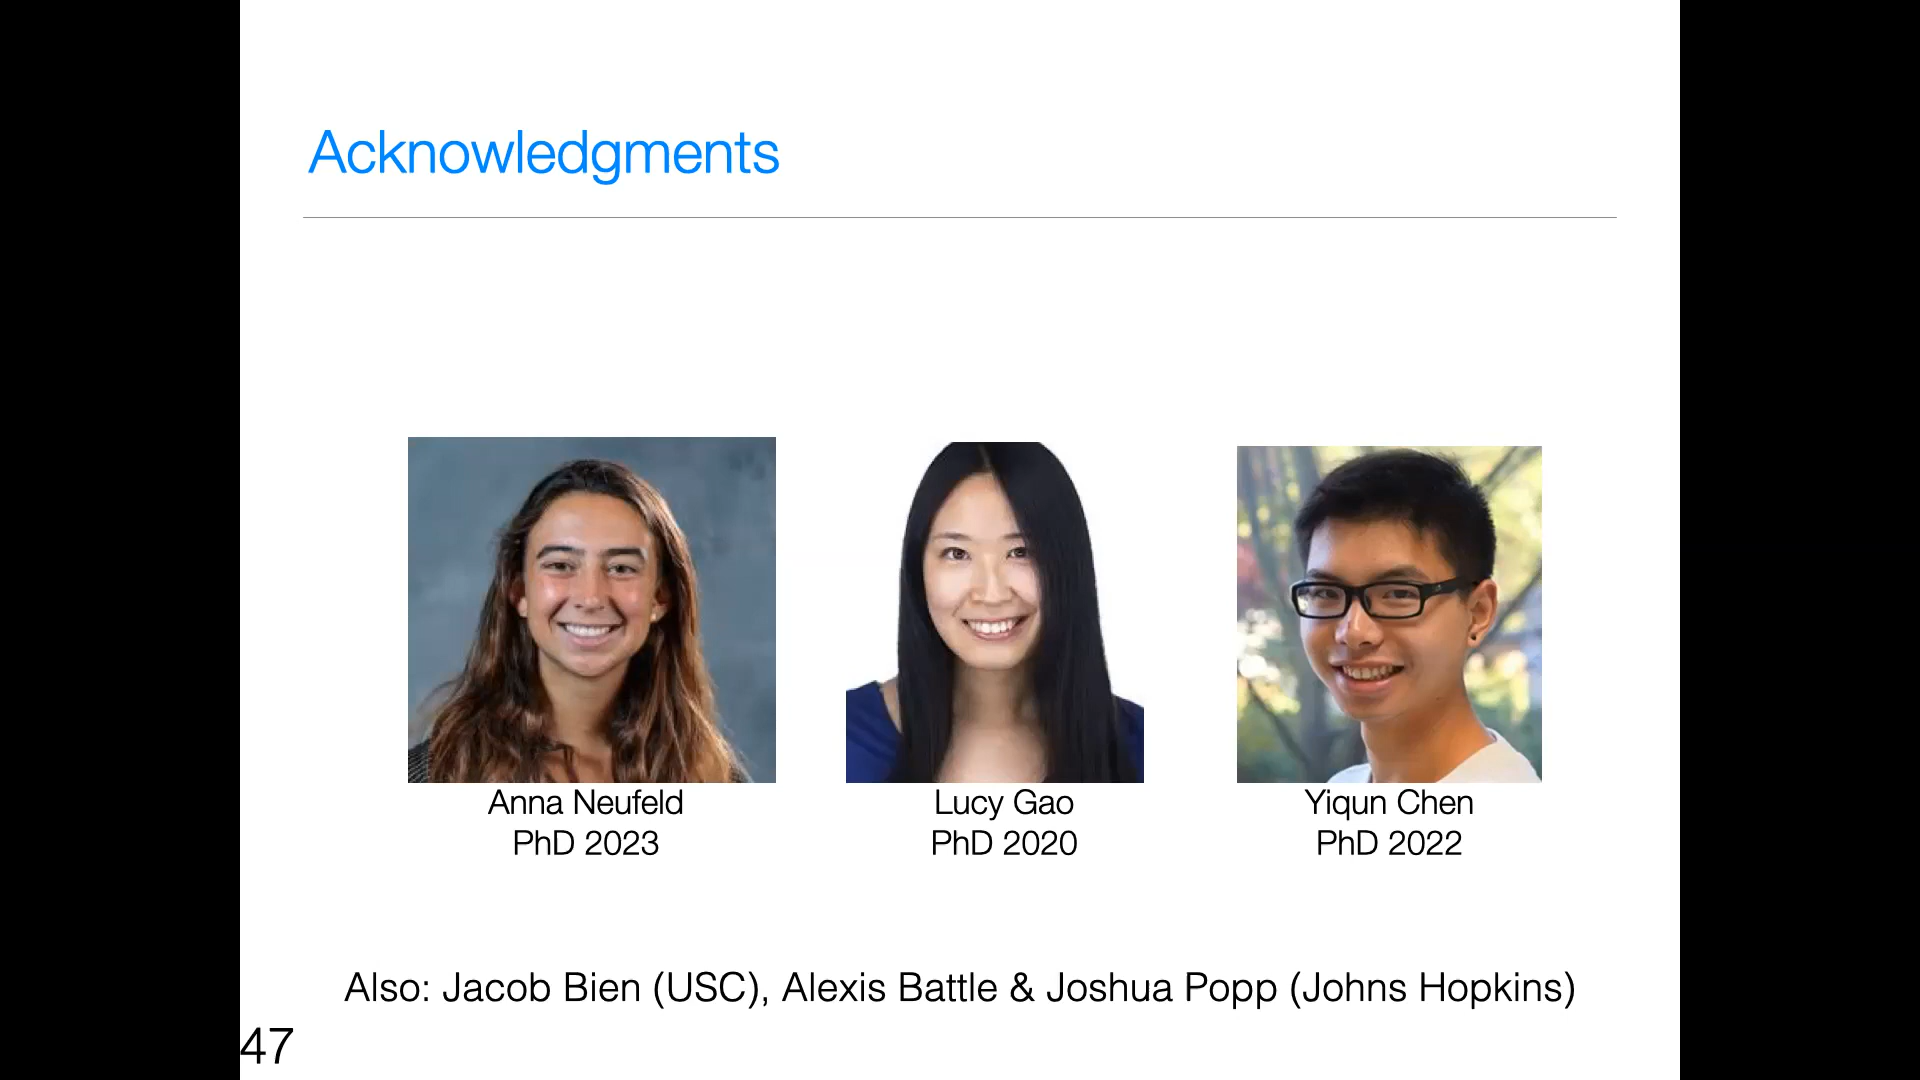 Acknowledgments
Anna Neufeld
PhD 2023
Lucy Gao
PhD 2020
Yiqun Chen
PhD 2022
Also: Jacob Bien (USC), Alexis Battle & Joshua Popp (Johns Hopkins)
47